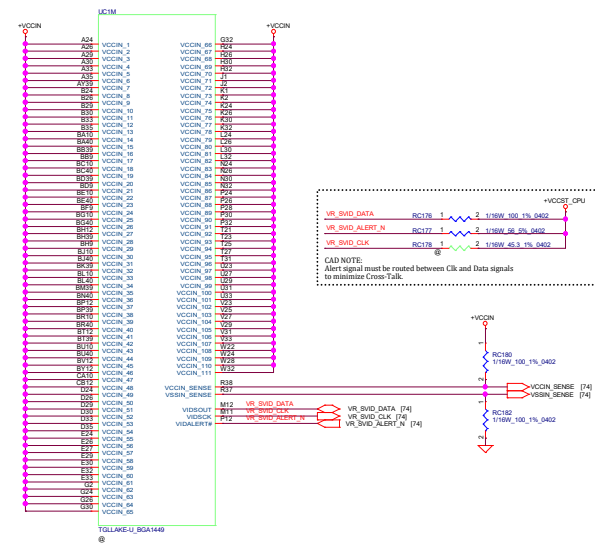 UC1M
+VCCIN +VCCIN
A24 VCCIN_1 VCCIN_66 G32
A26 VCCIN_2 VCCIN_67 H24
A29 VCCIN_3 VCCIN_68 H26
A30 VCCIN_4 VCCIN_69 H30
A33 VCCIN_5 VCCIN_70 H32
A35 VCCIN_6 VCCIN_71 J1
AY39 VCCIN_7 VCCIN_72 J2
B24 VCCIN_8 VCCIN_73 K1
B26 VCCIN_9 VCCIN_74 K2
B29 VCCIN_10 VCCIN_75 K24
B30 VCCIN_11 VCCIN_76 K26
B33 VCCIN_12 VCCIN_77 K30
B35 VCCIN_13 VCCIN_78 K32
BA10 VCCIN_14 VCCIN_79 L24
BA40 VCCIN_15 VCCIN_80 L26
BB39 VCCIN_16 VCCIN_81 L30
BB9 VCCIN_17 VCCIN_82 L32
BC10 VCCIN_18 VCCIN_83 N24
BC40 VCCIN_19 VCCIN_84 N26
BD39 VCCIN_20 VCCIN_85 N30
BD9 VCCIN_21 VCCIN_86 N32
BE10 VCCIN_22 VCCIN_87 P24
BE40 VCCIN_23 VCCIN_88 P26
BF9 VCCIN_24 VCCIN_89 P28
BG10 VCCIN_25 VCCIN_90 P30
BG40 VCCIN_26 VCCIN_91 P32
BH12 VCCIN_27 VCCIN_92 T21
BH39 VCCIN_28 VCCIN_93 T23
BH9 VCCIN_29 VCCIN_94 T25
BJ10 VCCIN_30 VCCIN_95 T27
BJ40 VCCIN_31 VCCIN_96 T31
BK39 VCCIN_32 VCCIN_97 U23
BL10 VCCIN_33 VCCIN_98 U27
BL40 VCCIN_34 VCCIN_99 U29
BM39 VCCIN_35 VCCIN_100 U31
BN40 VCCIN_36 VCCIN_101 U33
BP12 VCCIN_37 VCCIN_102 V23
BP39 VCCIN_38 VCCIN_103 V25
BR10 VCCIN_39 VCCIN_104 V27
BR40 VCCIN_40 VCCIN_105 V29
BT12 VCCIN_41 VCCIN_106 V31
BT39 VCCIN_42 VCCIN_107 V33
BU10 VCCIN_43 VCCIN_108 W22
BU40 VCCIN_44 VCCIN_109 W24
BV12 VCCIN_45 VCCIN_110 W28
BY12 VCCIN_46 VCCIN_111 W32
CA10 VCCIN_47
CB12 VCCIN_48 VCCIN_SENSE R38
D24 VCCIN_49 VSSIN_SENSE R37
D26 VCCIN_50
D29 VCCIN_51 VIDSOUT M12 VR_SVID_DATA VR_SVID_DATA [74]
D30 VCCIN_52 VIDSCK M11 VR_SVID_CLK VR_SVID_CLK [74]
D33 VCCIN_53 VIDALERT# P12 VR_SVID_ALERT_N VR_SVID_ALERT_N [74]
D35 VCCIN_54
E24 VCCIN_55
E26 VCCIN_56
E27 VCCIN_57
E29 VCCIN_58
E30 VCCIN_59
E32 VCCIN_60
E33 VCCIN_61
G2 VCCIN_62
G24 VCCIN_63
G26 VCCIN_64
G30 VCCIN_65
TGLLAKE-U_BGA1449
@
+VCCST_CPU
VR_SVID_DATA RC176 1 2 1/16W_100_1%_0402
VR_SVID_ALERT_N RC177 1 2 1/16W_56_5%_0402
VR_SVID_CLK RC178 1 2 1/16W_45.3_1%_0402
@
CAD NOTE:
Alert signal must be routed between Clk and Data signals
to minimize Cross-Talk.
+VCCIN
1
RC180
1/16W_100_1%_0402
2
VCCIN_SENSE [74]
VSSIN_SENSE [74]
1
RC182
1/16W_100_1%_0402
2